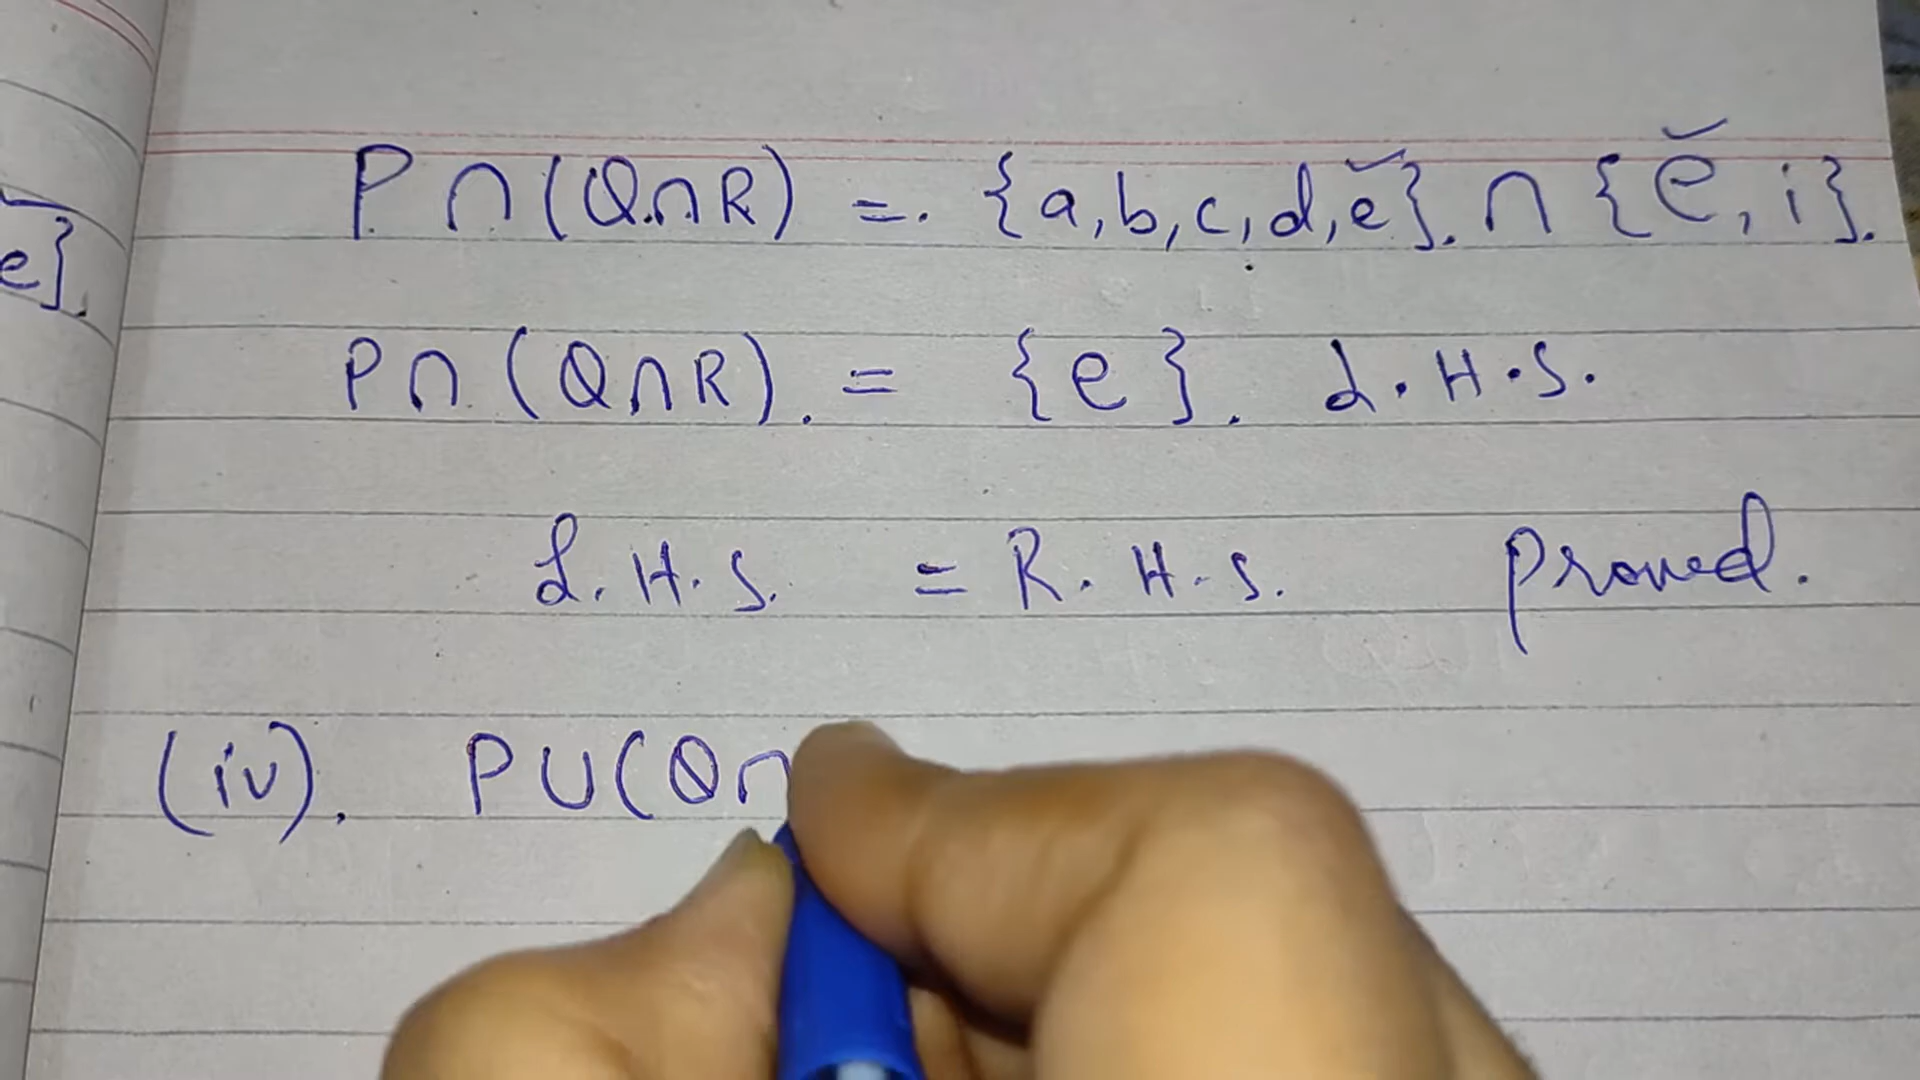 e}.
P ∩ (Q ∩ R) = {a, b, c, d, e}. ∩ {e, i}.
P ∩ (Q ∩ R). = {e}. L.H.S.
L.H.S. = R.H.S. proved.
(iv). P ∪ (Q ∩